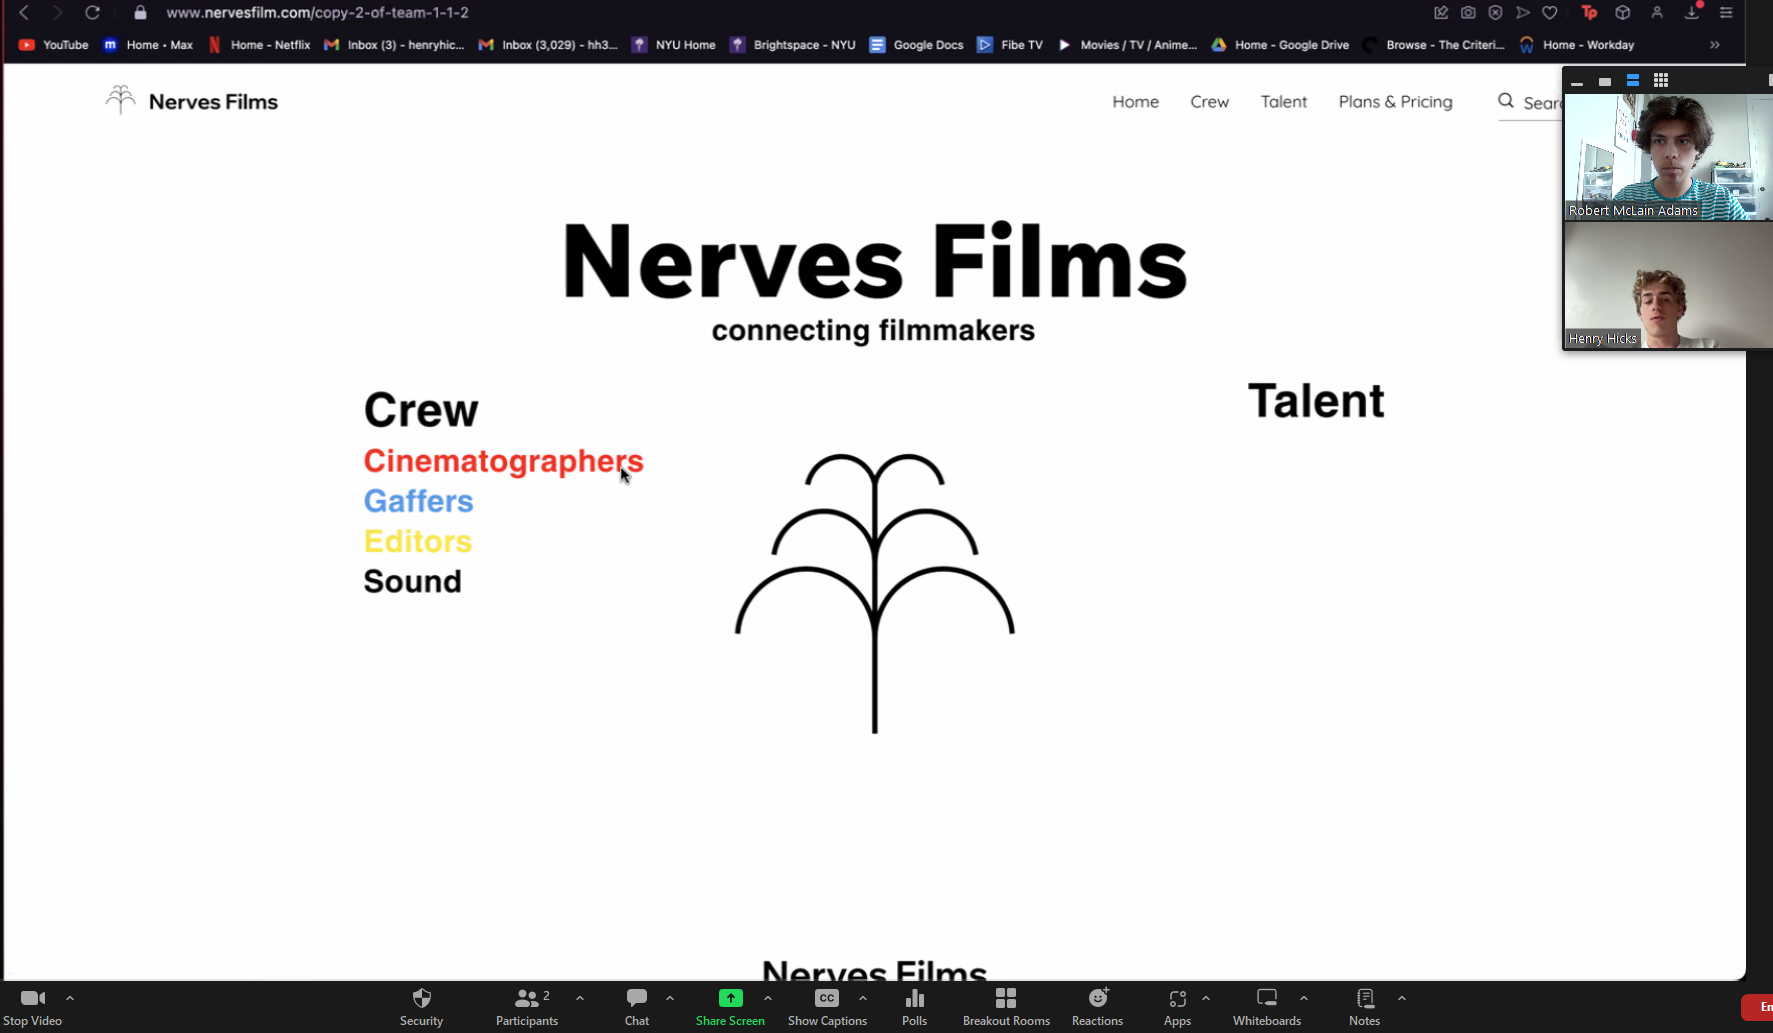 www.nervesfilm.com/copy-2-of-team-1-1-2
Tp
YouTube
m Home • Max
Home - Netflix
Inbox (3) - henryhic...
Inbox (3,029) - hh3...
NYU Home
Brightspace - NYU
Google Docs
Fibe TV
Movies / TV / Anime...
Home - Google Drive
Browse - The Criteri...
Home - Workday
»
Nerves Films
Home
Crew
Talent
Plans & Pricing
Sear
Robert McLain Adams
Henry Hicks
Nerves Films
connecting filmmakers
Crew
Cinematographers
Gaffers
Editors
Sound
Talent
Nerves Films
Stop Video
Security
Participants 2
Chat
Share Screen
CC
Show Captions
Polls
Breakout Rooms
Reactions
Apps
Whiteboards
Notes